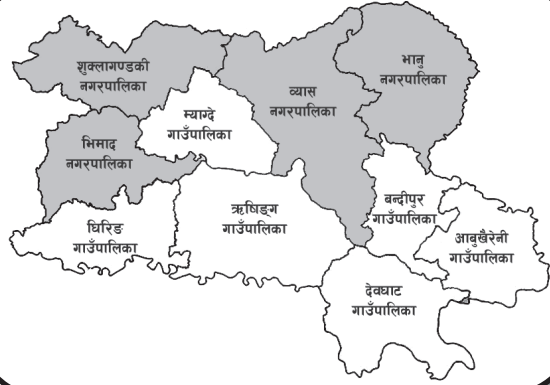 शुक्लागण्डकी
नगरपालिका
भानु
नगरपालिका
व्यास
नगरपालिका
म्याग्दे
गाउँपालिका
भिमाद
नगरपालिका
बन्दीपुर
गाउँपालिका
ऋषिङ्ग
गाउँपालिका
घिरिङ
गाउँपालिका
आबुखैरेनी
गाउँपालिका
देवघाट
गाउँपालिका